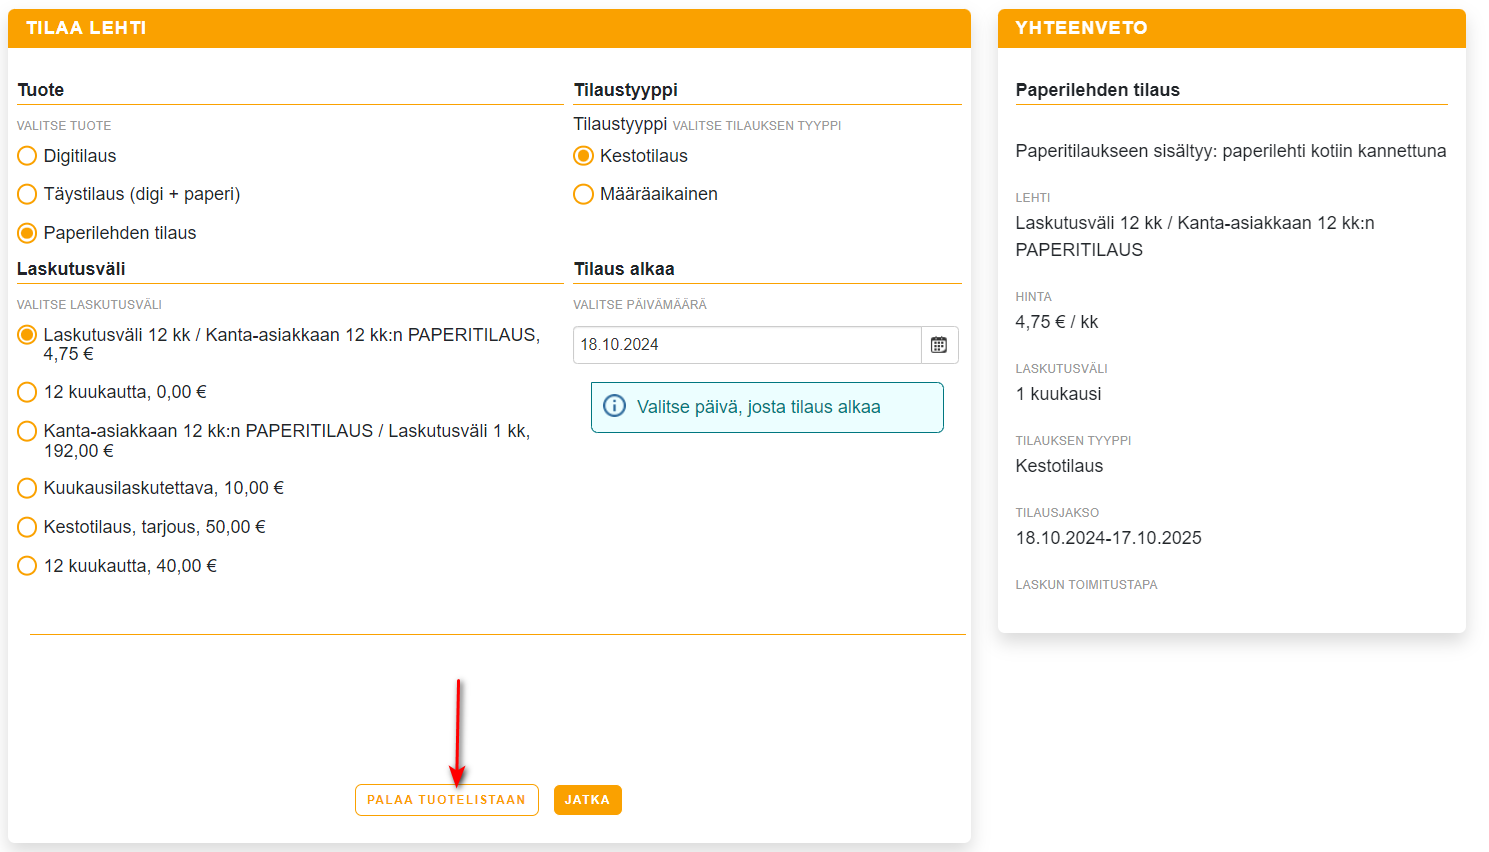 TILAA LEHTI
Tuote
VALITSE TUOTE
Digitilaus
Täystilaus (digi + paperi)
Paperilehden tilaus
Tilaustyyppi
Tilaustyyppi VALITSE TILAUKSEN TYYPPI
Kestotilaus
Määräaikainen
Laskutusväli
VALITSE LASKUTUSVÄLI
Laskutusväli 12 kk / Kanta-asiakkaan 12 kk:n PAPERITILAUS,
4,75 €
12 kuukautta, 0,00 €
Kanta-asiakkaan 12 kk:n PAPERITILAUS / Laskutusväli 1 kk,
192,00 €
Kuukausilaskutettava, 10,00 €
Kestotilaus, tarjous, 50,00 €
12 kuukautta, 40,00 €
Tilaus alkaa
VALITSE PÄIVÄMÄÄRÄ
18.10.2024
Valitse päivä, josta tilaus alkaa
PALAA TUOTELISTAAN
JATKA
YHTEENVETO
Paperilehden tilaus
Paperitilaukseen sisältyy: paperilehti kotiin kannettuna
LEHTI
Laskutusväli 12 kk / Kanta-asiakkaan 12 kk:n
PAPERITILAUS
HINTA
4,75 € / kk
LASKUTUSVÄLI
1 kuukausi
TILAUKSEN TYYPPI
Kestotilaus
TILAUSJAKSO
18.10.2024-17.10.2025
LASKUN TOIMITUSTAPA